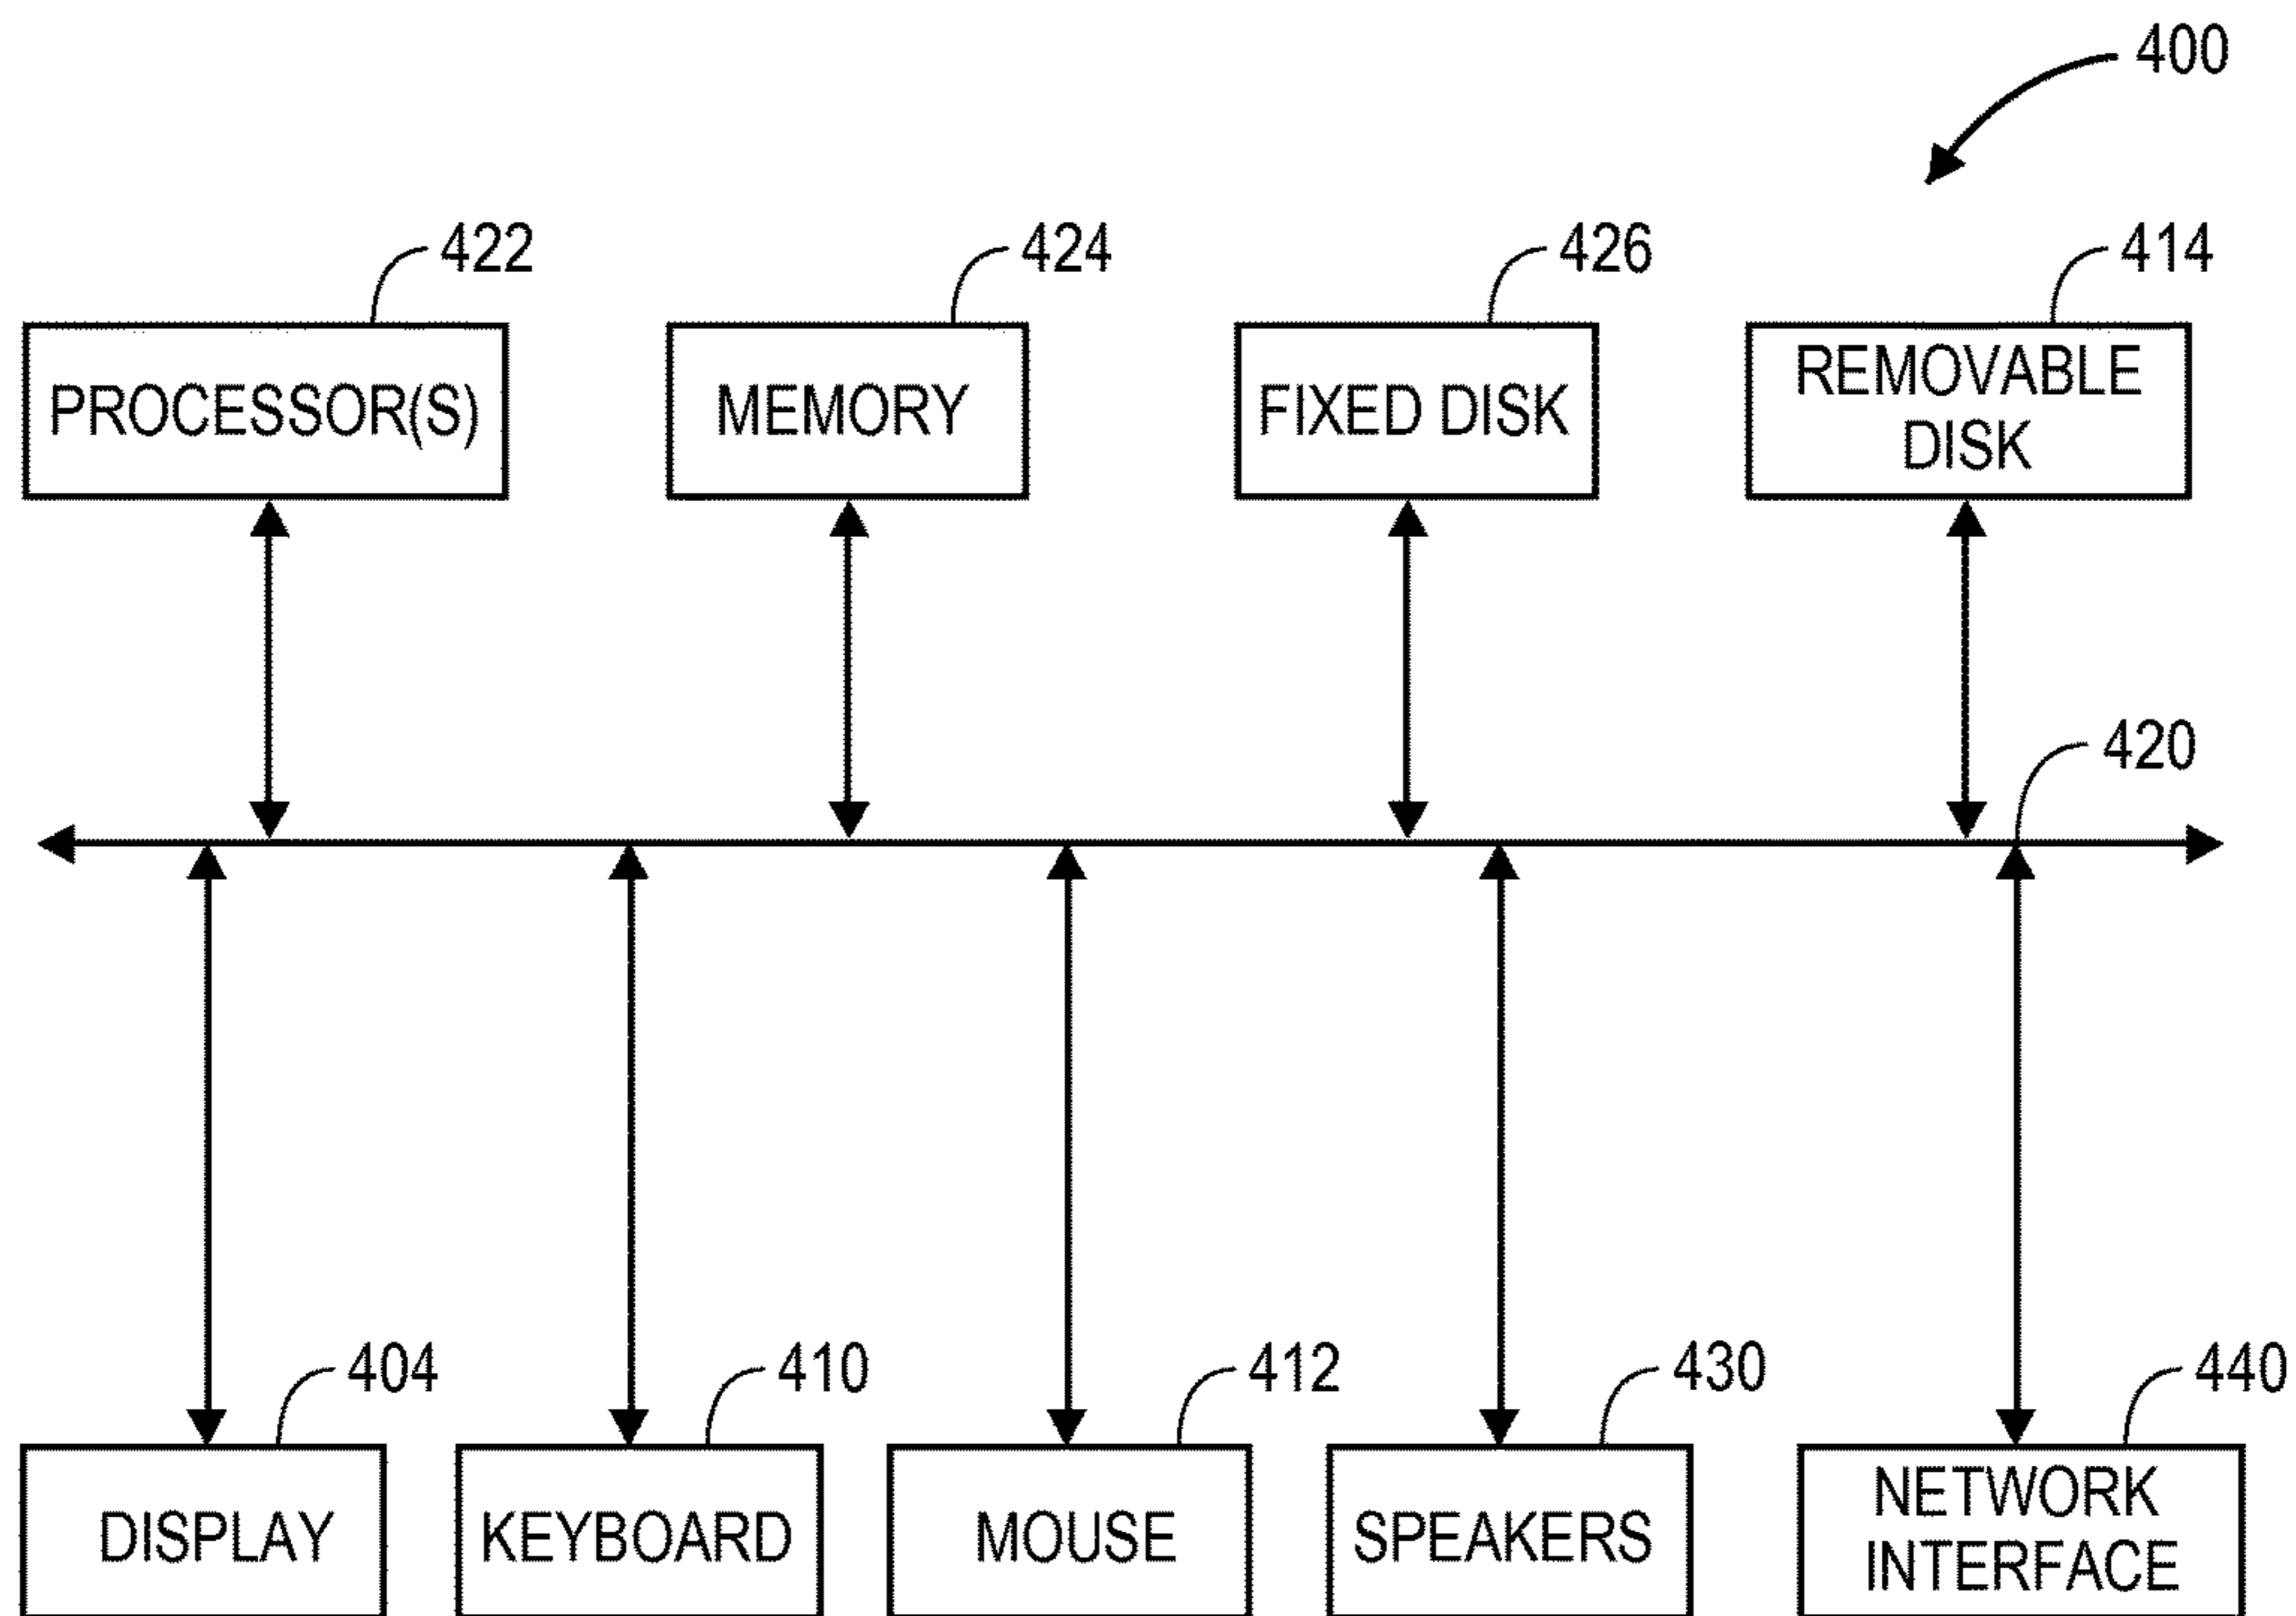 400
422
424
426
414
PROCESSOR(S)
MEMORY
FIXED DISK
REMOVABLE
DISK
420
404
410
412
430
440
DISPLAY
KEYBOARD
MOUSE
SPEAKERS
NETWORK
INTERFACE